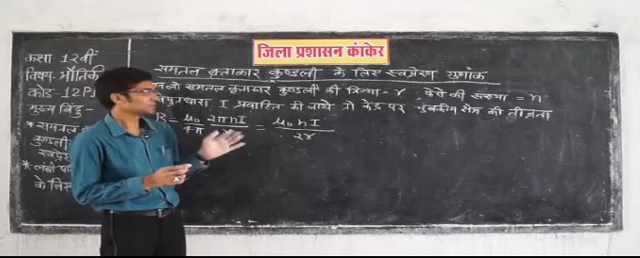 जिला प्रशासन कांकेर
कक्षा 12वीं
विषय-भौतिकी
कोड-12P1
मुख्य बिंदु-
* समतल
कुण्डली
* लंबी
के लिए
समतल वृत्ताकार कुण्डली के लिए स्वप्रेरण गुणांक
समतल वृत्ताकार कुण्डली की त्रिज्या - r फेरों की संख्या = n
I प्रवाहित की जाये तो केंद्र पर चुंबकीय क्षेत्र की तीव्रता
B = μ₀/4π 2πnI = μ₀nI/2r